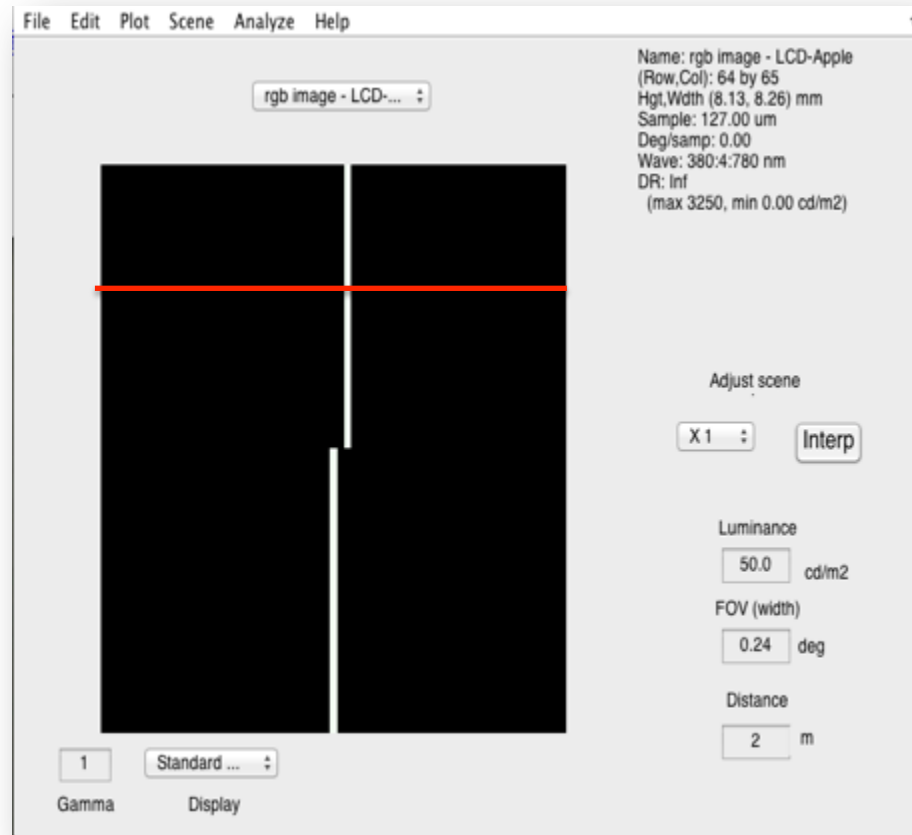 File Edit Plot Scene Analyze Help
rgb image - LCD-...
Name: rgb image - LCD-Apple
(Row,Col): 64 by 65
Hgt,Wdth (8.13, 8.26) mm
Sample: 127.00 um
Deg/samp: 0.00
Wave: 380:4:780 nm
DR: Inf
(max 3250, min 0.00 cd/m2)
Adjust scene
X 1
Interp
Luminance
50.0 cd/m2
FOV (width)
0.24 deg
Distance
2 m
1
Standard ...
Gamma
Display